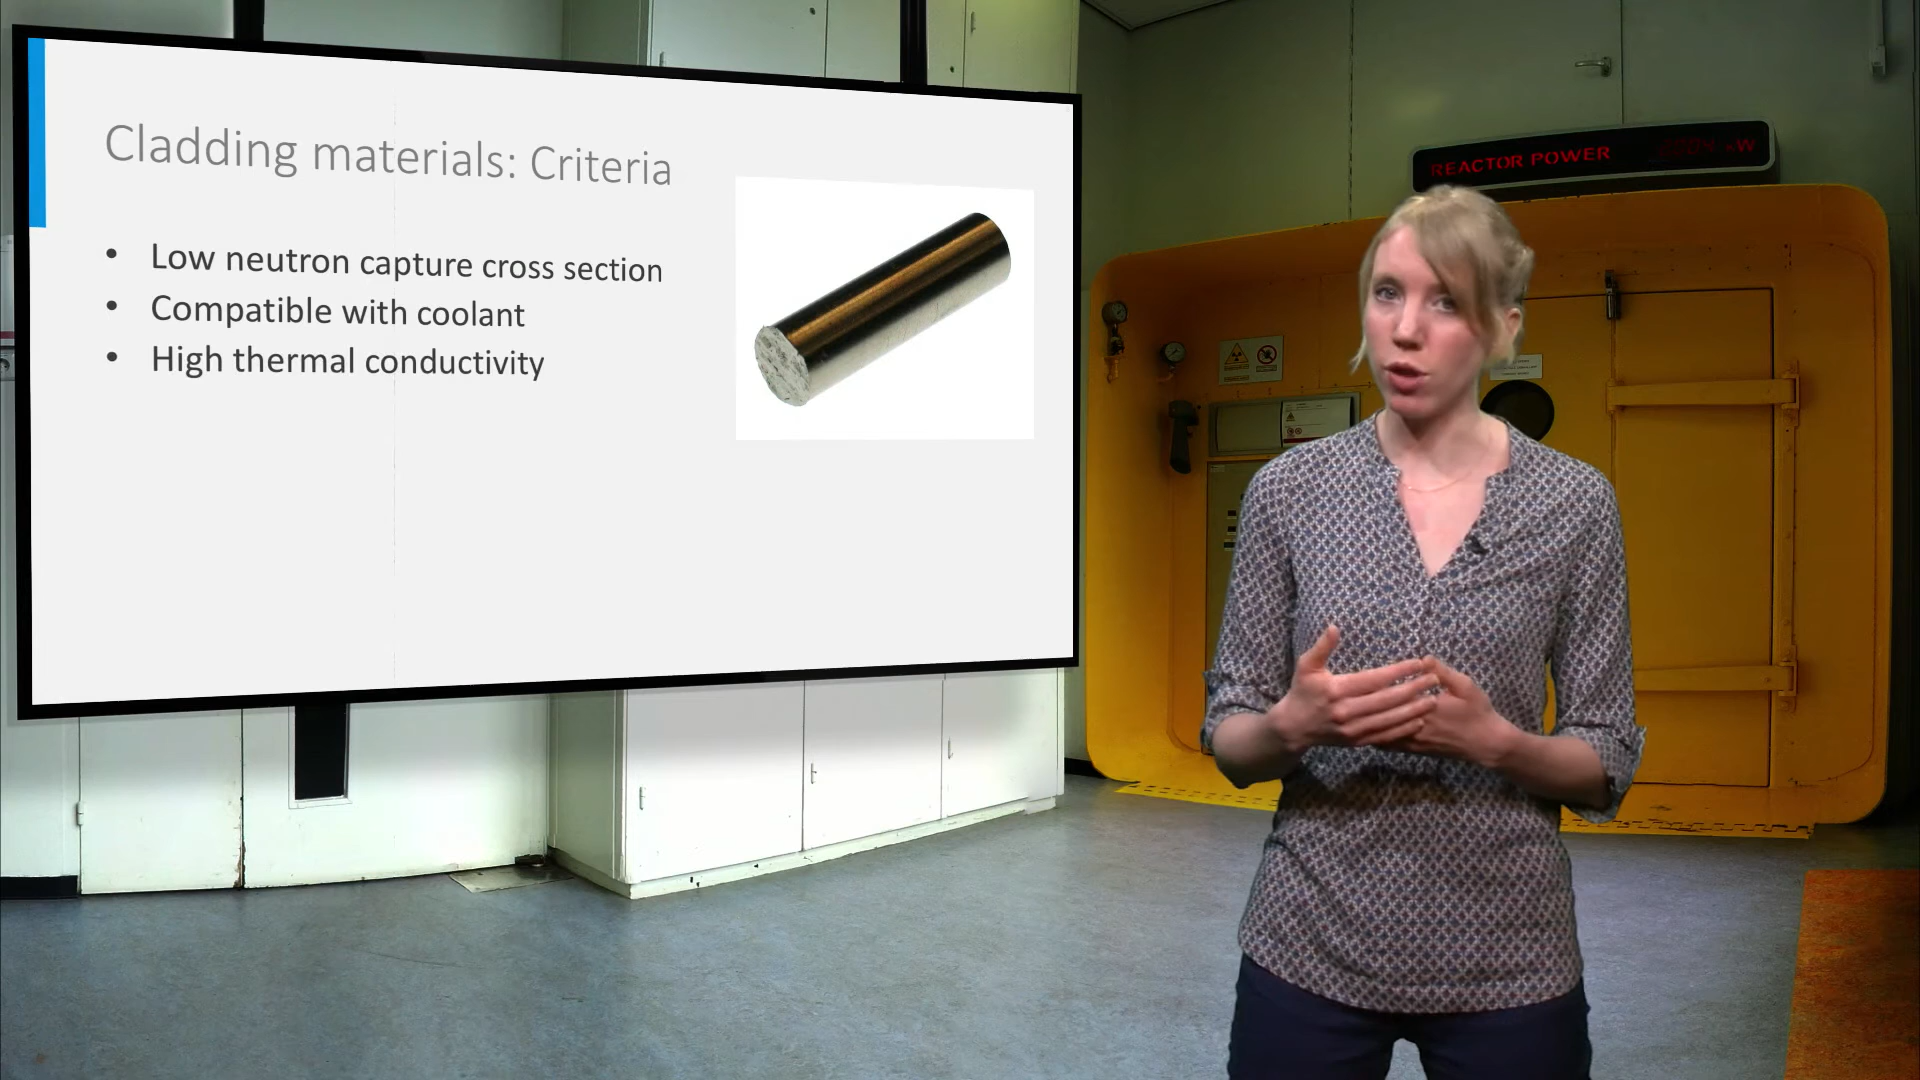 Cladding materials: Criteria
• Low neutron capture cross section
• Compatible with coolant
• High thermal conductivity
REACTOR POWER